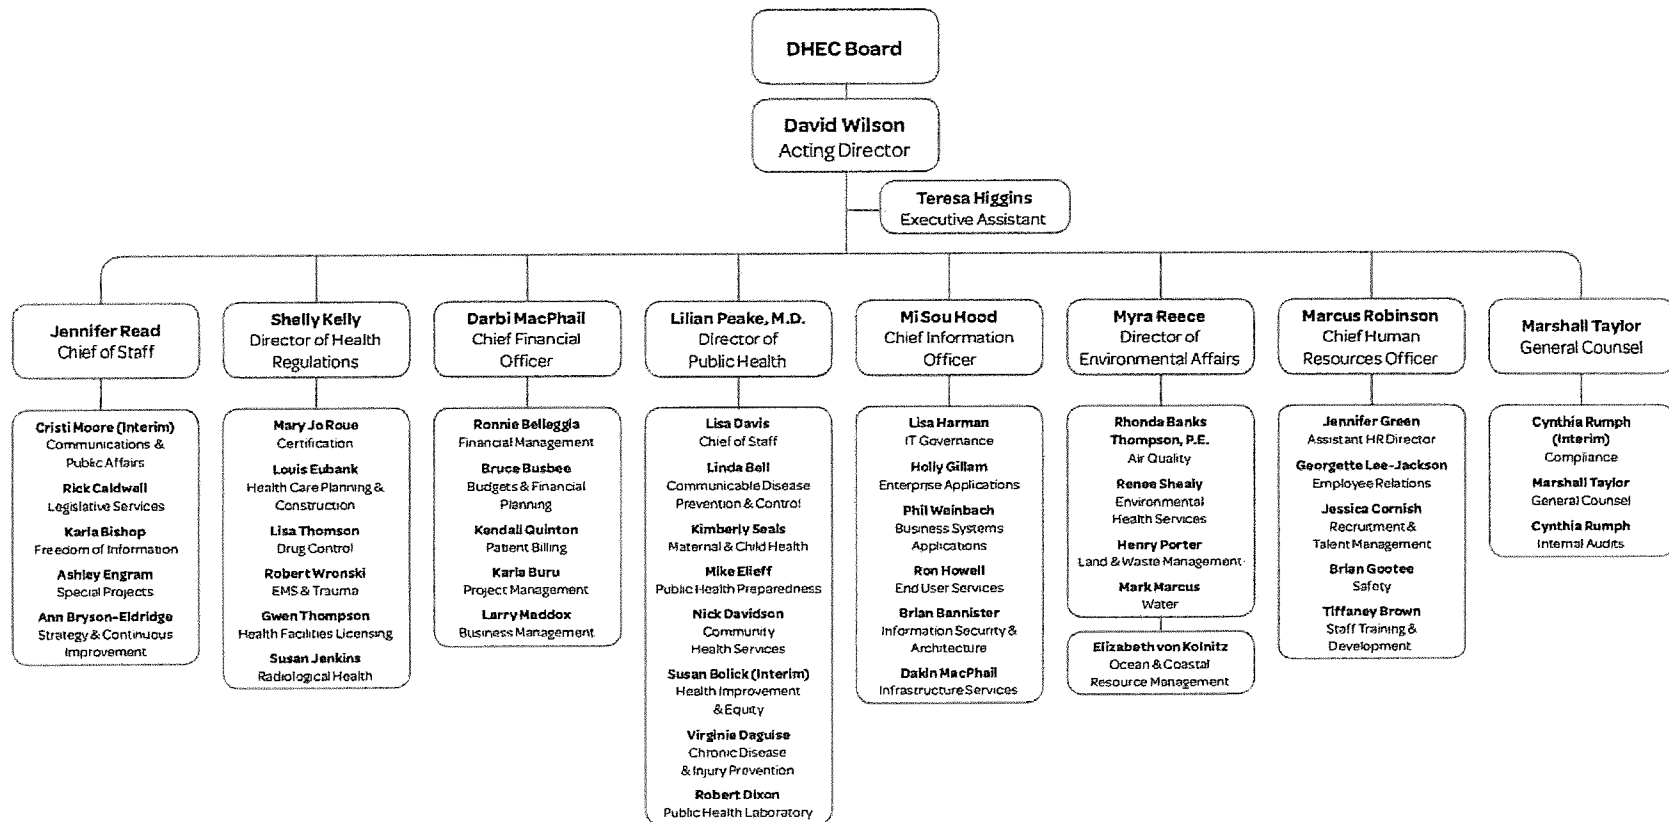 DHEC Board
David Wilson
Acting Director
Teresa Higgins
Executive Assistant
Jennifer Read
Chief of Staff
Cristi Moore (Interim)
Communications &
Public Affairs
Rick Caldwell
Legislative Services
Karla Bishop
Freedom of Information
Ashley Engram
Special Projects
Ann Bryson-Eldridge
Strategy & Continuous
Improvement
Shelly Kelly
Director of Health
Regulations
Mary Jo Roue
Certification
Louis Eubank
Health Care Planning &
Construction
Lisa Thomson
Drug Control
Robert Wronski
EMS & Trauma
Gwen Thompson
Health Facilities Licensing
Susan Jenkins
Radiological Health
Darbi MacPhail
Chief Financial
Officer
Ronnie Belleggia
Financial Management
Bruce Busbee
Budgets & Financial
Planning
Kendall Quinton
Patient Billing
Karla Buru
Project Management
Larry Maddox
Business Management
Lilian Peake, M.D.
Director of
Public Health
Lisa Davis
Chief of Staff
Linda Bell
Communicable Disease
Prevention & Control
Kimberly Seals
Maternal & Child Health
Mike Elieff
Public Health Preparedness
Nick Davidson
Community
Health Services
Susan Bolick (Interim)
Health Improvement
& Equity
Virginie Daguise
Chronic Disease
& Injury Prevention
Robert Dixon
Public Health Laboratory
Mi Sou Hood
Chief Information
Officer
Lisa Harman
IT Governance
Holly Gillam
Enterprise Applications
Phil Weinbach
Business Systems
Applications
Ron Howell
End User Services
Brian Bannister
Information Security &
Architecture
Dakin MacPhail
Infrastructure Services
Myra Reece
Director of
Environmental Affairs
Rhonda Banks
Thompson, P.E.
Air Quality
Renee Shealy
Environmental
Health Services
Henry Porter
Land & Waste Management
Mark Marcus
Water
Elizabeth von Kolnitz
Ocean & Coastal
Resource Management
Marcus Robinson
Chief Human
Resources Officer
Jennifer Green
Assistant HR Director
Georgette Lee-Jackson
Employee Relations
Jessica Cornish
Recruitment &
Talent Management
Brian Gootee
Safety
Tiffaney Brown
Staff Training &
Development
Marshall Taylor
General Counsel
Cynthia Rumph
(Interim)
Compliance
Marshall Taylor
General Counsel
Cynthia Rumph
Internal Audits